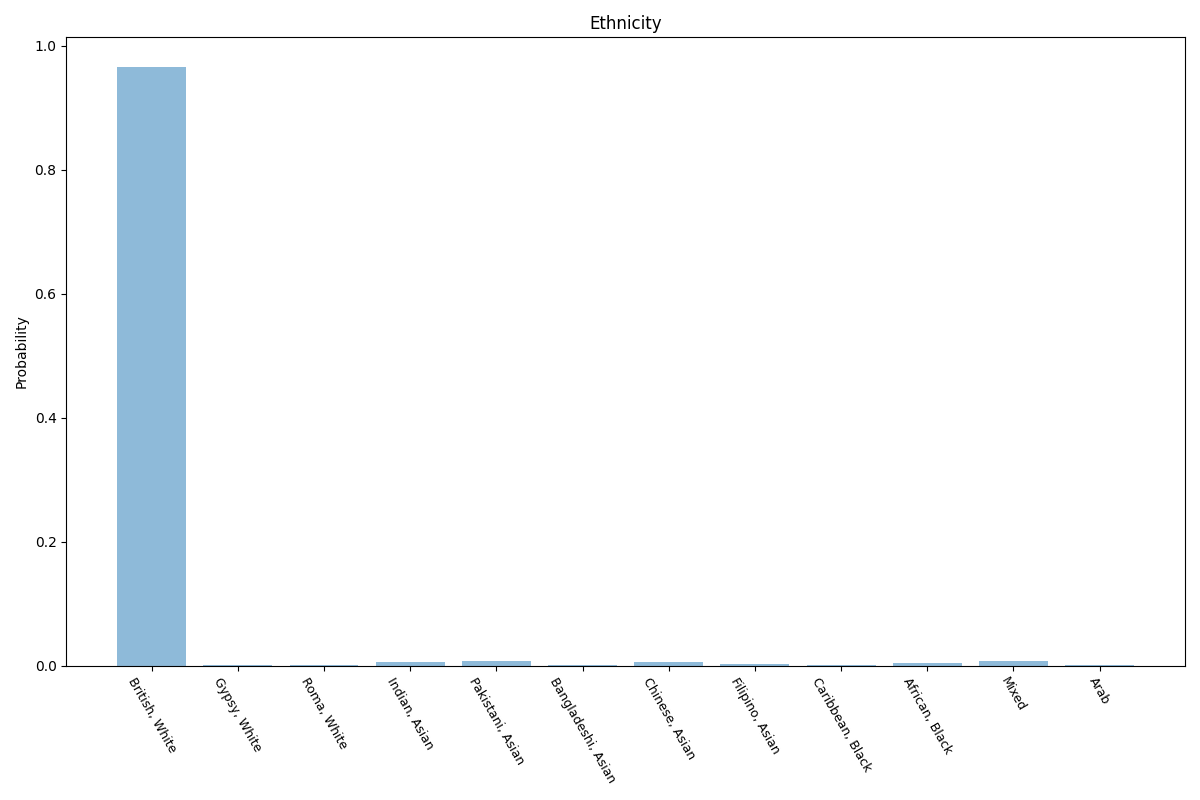 Ethnicity
Probability
1.0
0.8
0.6
0.4
0.2
0.0
British, White
Gypsy, White
Roma, White
Indian, Asian
Pakistani, Asian
Bangladeshi, Asian
Chinese, Asian
Filipino, Asian
Caribbean, Black
African, Black
Mixed
Arab